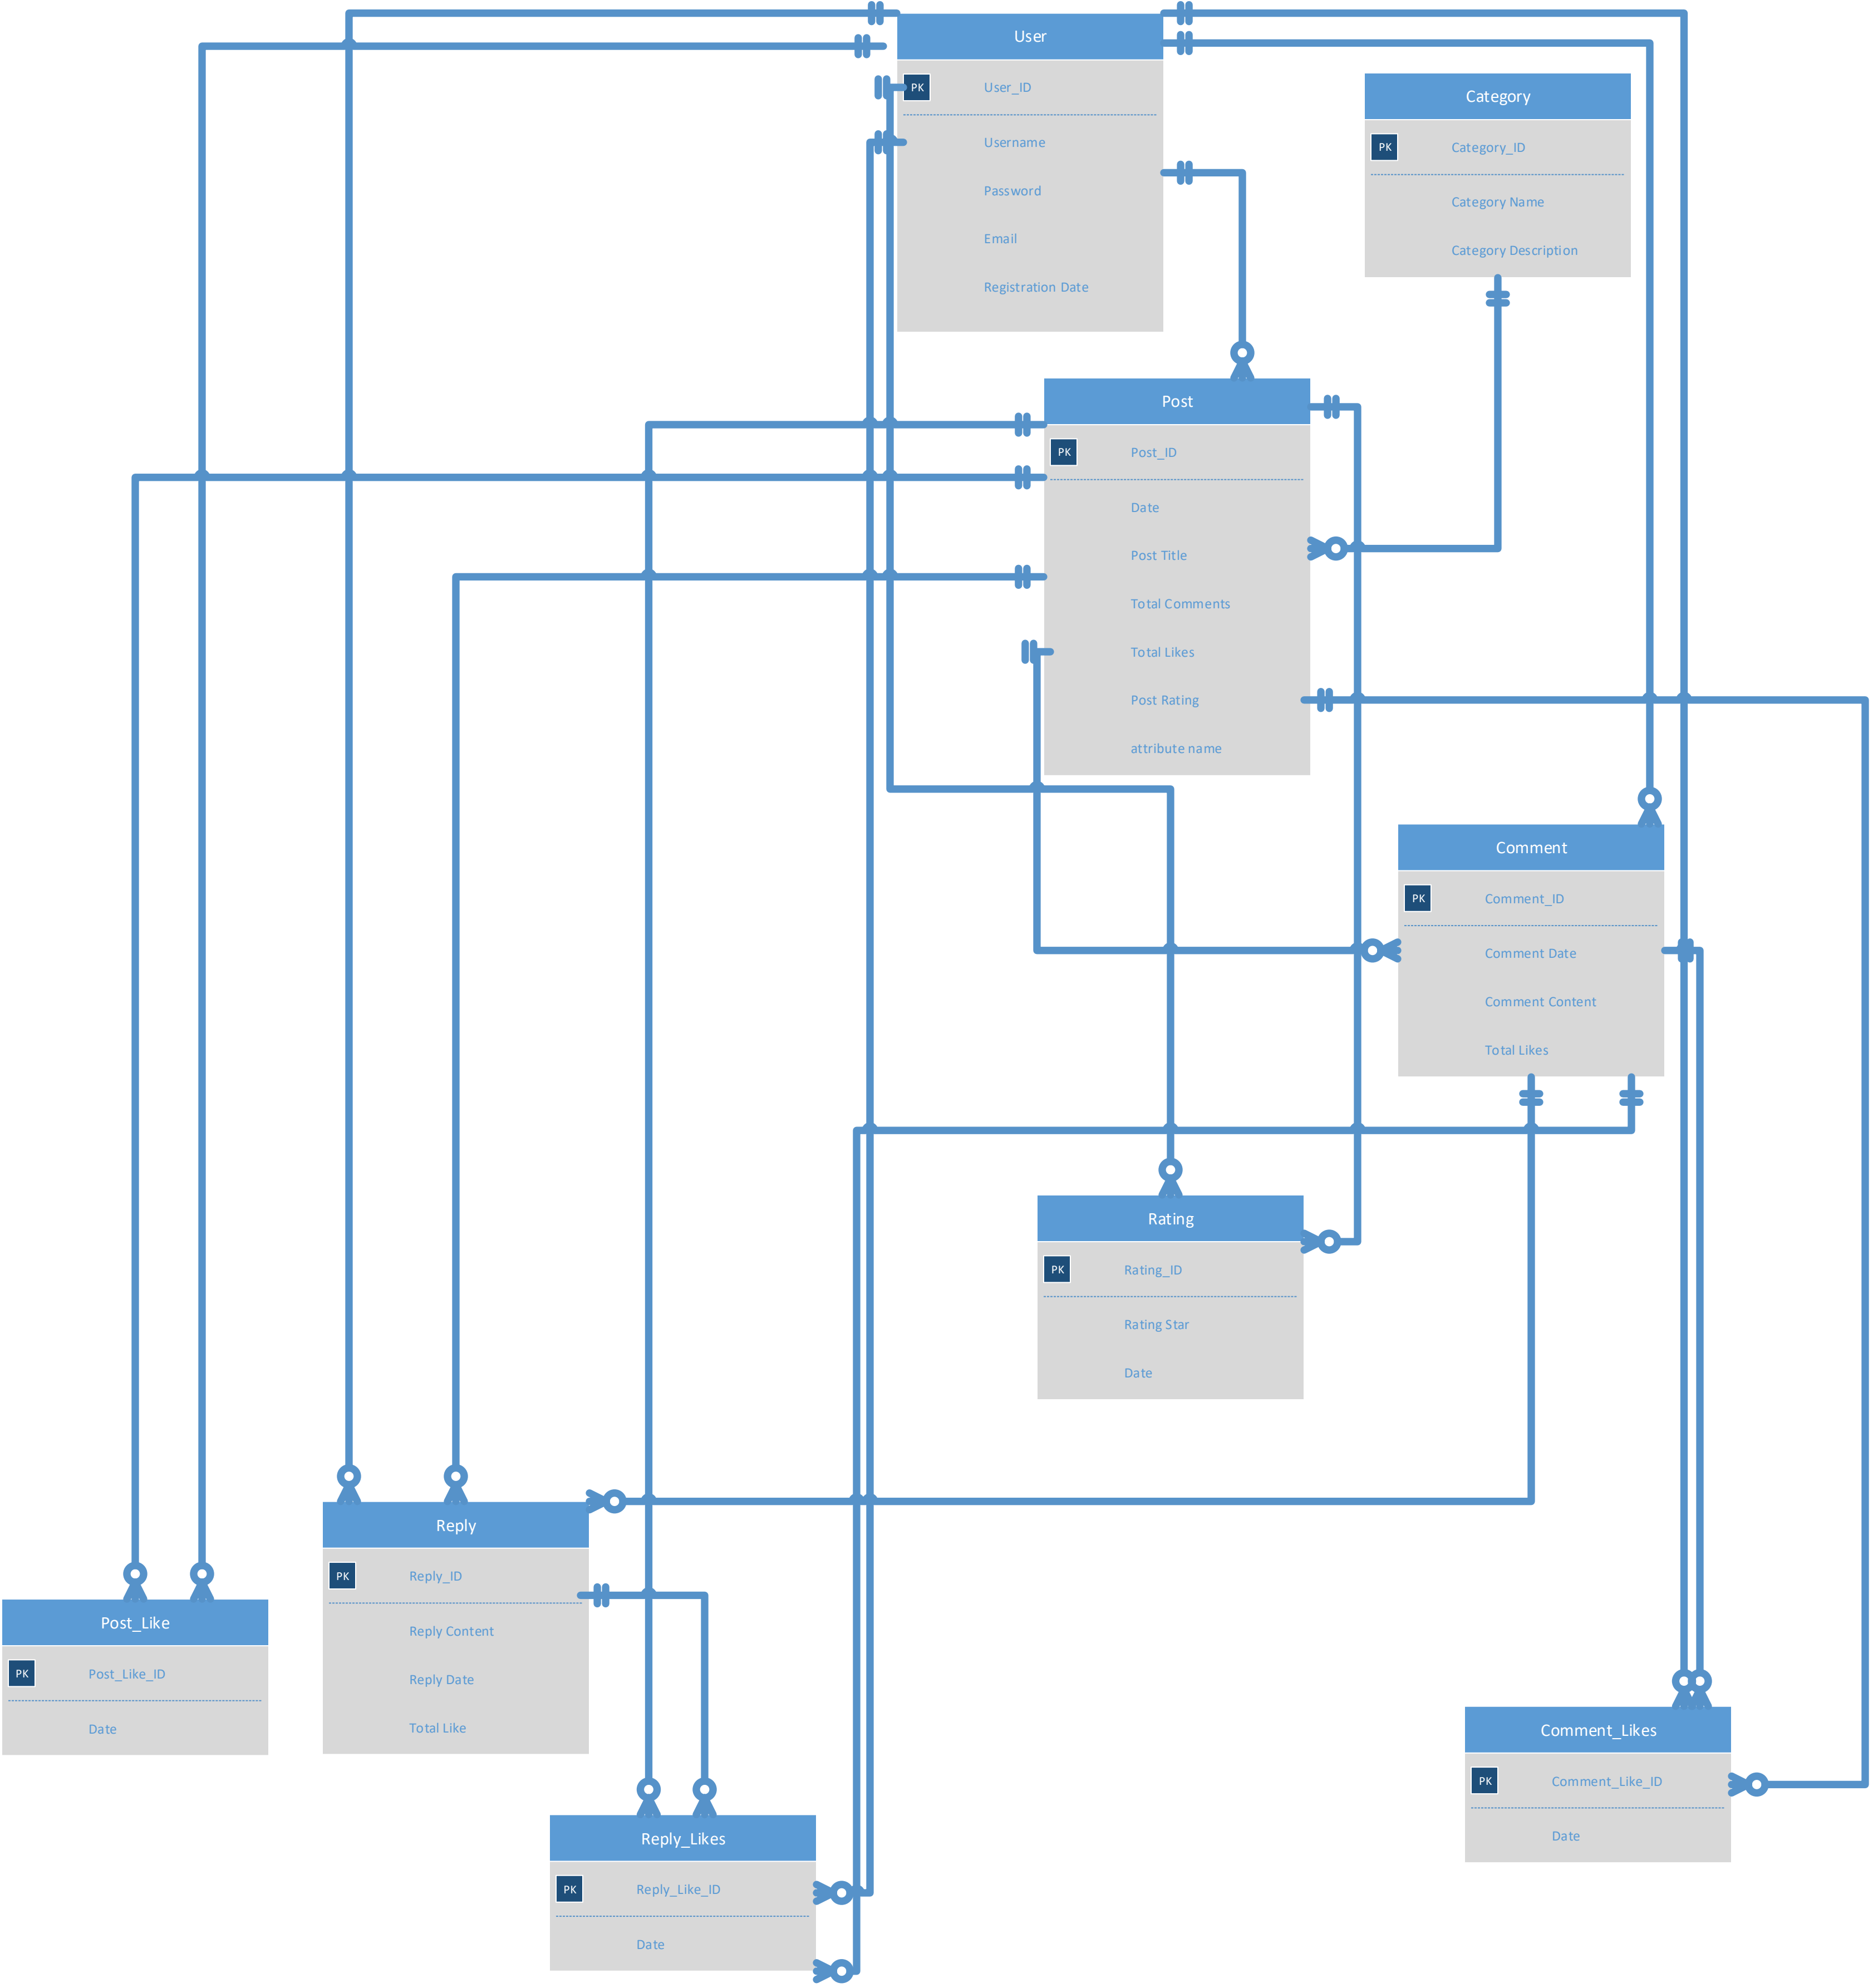 User
PK User_ID
Username
Password
Email
Registration Date
Category
PK Category_ID
Category Name
Category Description
Post
PK Post_ID
Date
Post Title
Total Comments
Total Likes
Post Rating
attribute name
Comment
PK Comment_ID
Comment Date
Comment Content
Total Likes
Rating
PK Rating_ID
Rating Star
Date
Reply
PK Reply_ID
Reply Content
Reply Date
Total Like
Post_Like
PK Post_Like_ID
Date
Comment_Likes
PK Comment_Like_ID
Date
Reply_Likes
PK Reply_Like_ID
Date